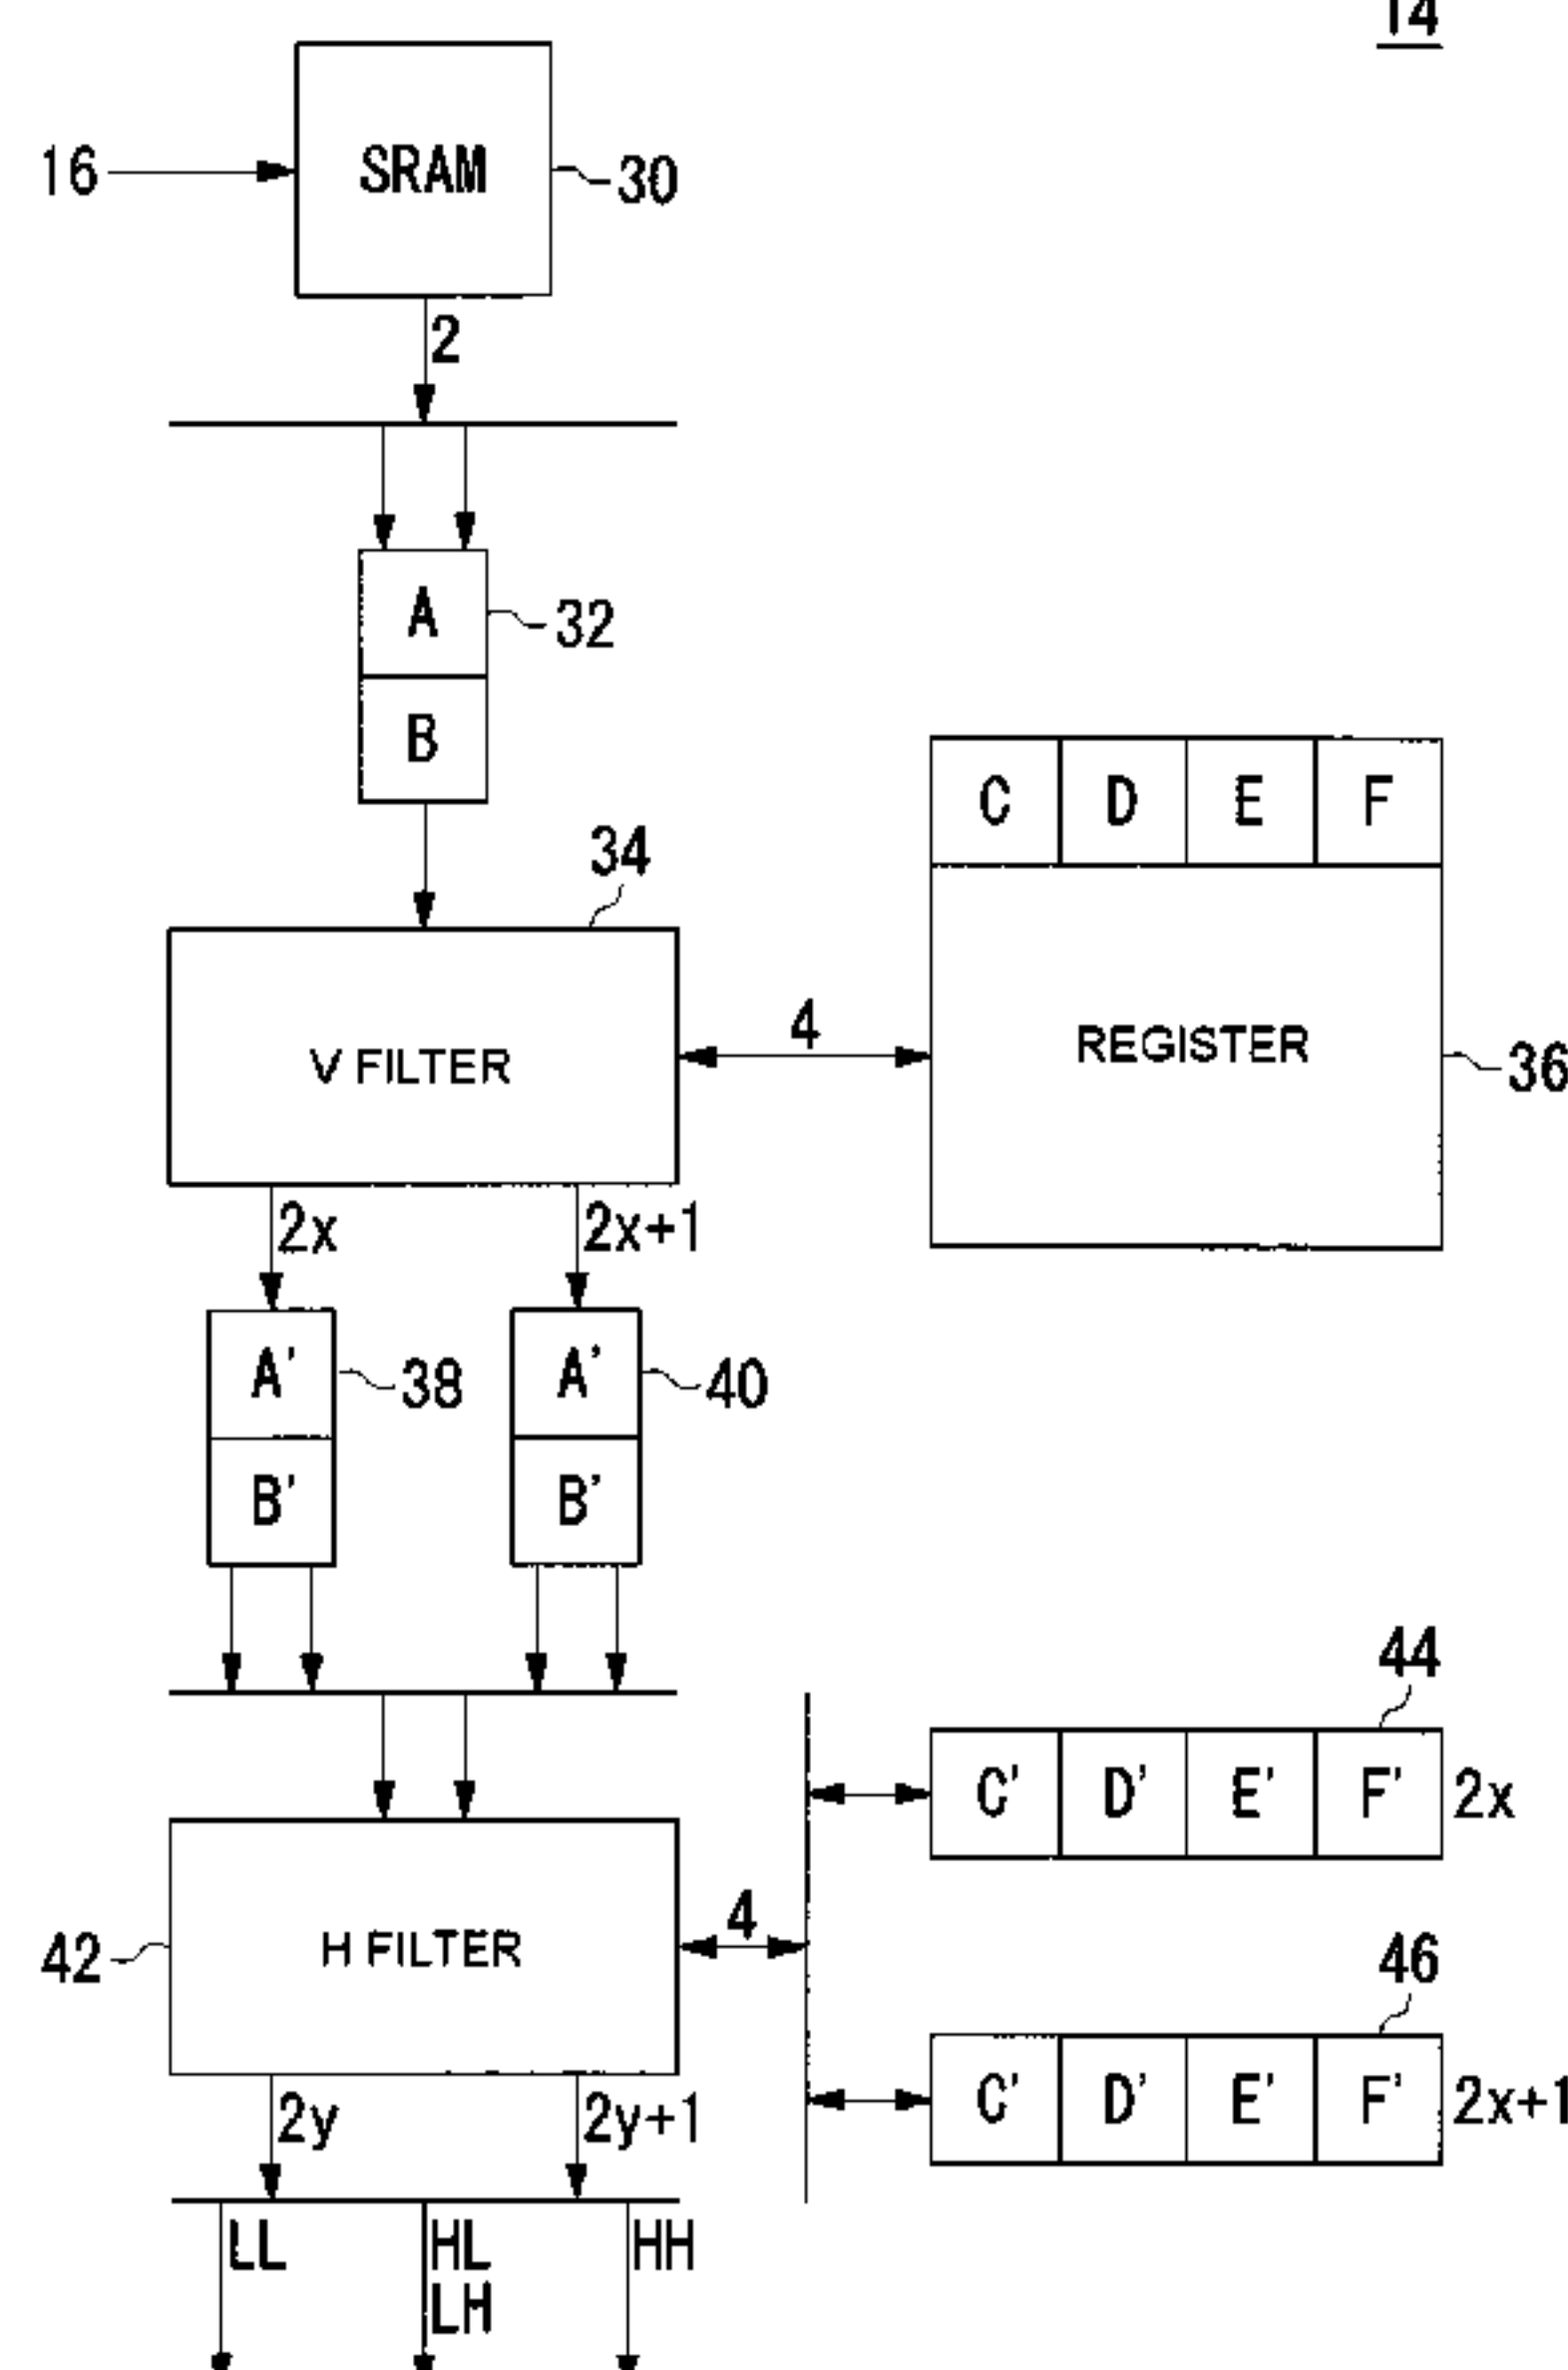 14
16
SRAM
30
2
A
32
B
34
C D E F
V FILTER
4
REGISTER
36
2x
2x+1
A'
38
A'
40
B'
B'
44
C' D' E' F' 2x
42
H FILTER
4
46
C' D' E' F' 2x+1
2y
2y+1
LL
HL
LH
HH